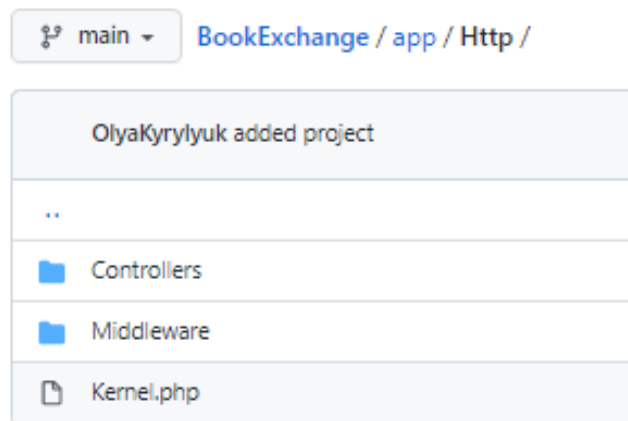 main BookExchange / app / Http /
OlyaKyrylyuk added project
..
Controllers
Middleware
Kernel.php